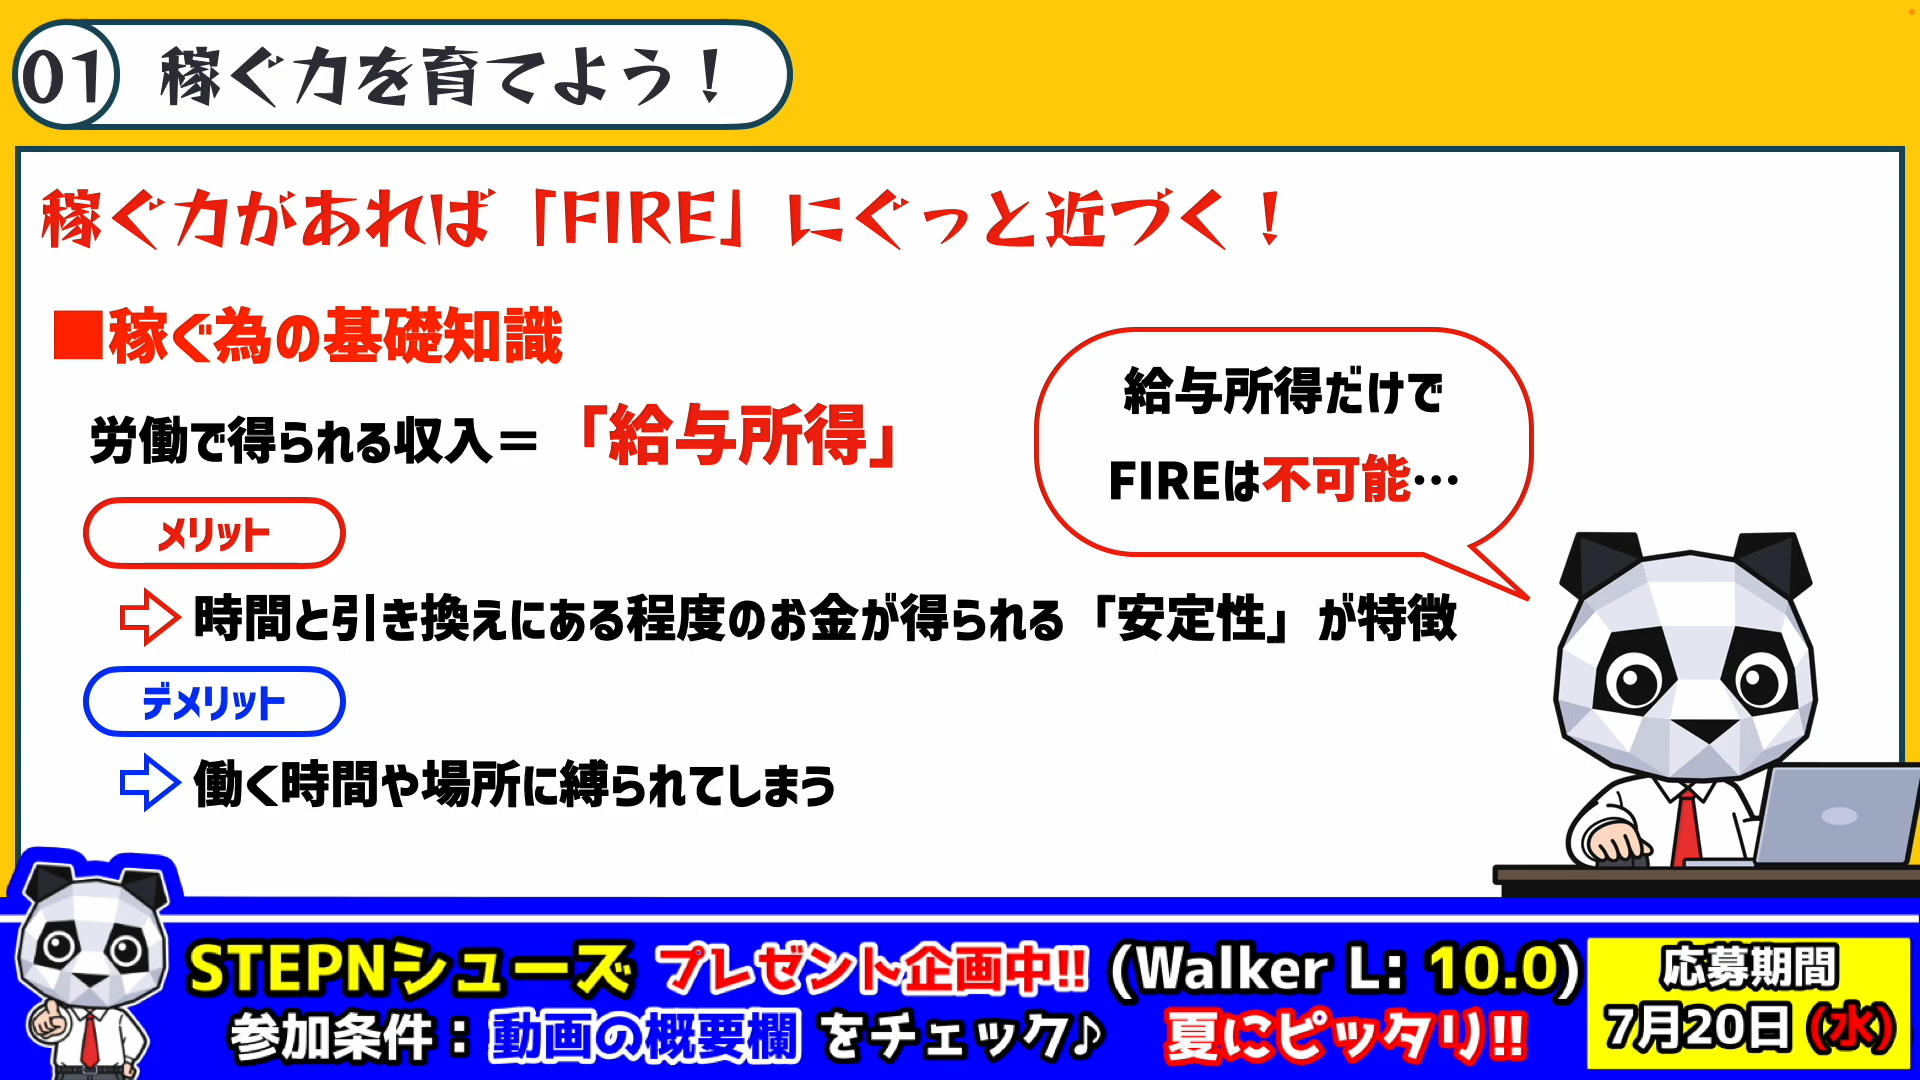 01 稼ぐ力を育てよう！
稼ぐ力があれば「FIRE」にぐっと近づく！
■稼ぐ為の基礎知識
労働で得られる収入＝「給与所得」
給与所得だけで
FIREは不可能…
メリット
時間と引き換えにある程度のお金が得られる「安定性」が特徴
デメリット
働く時間や場所に縛られてしまう
STEPNシューズ プレゼント企画中!! (Walker L: 10.0)
参加条件：動画の概要欄 をチェック♪ 夏にピッタリ!!
応募期間
7月20日(水)